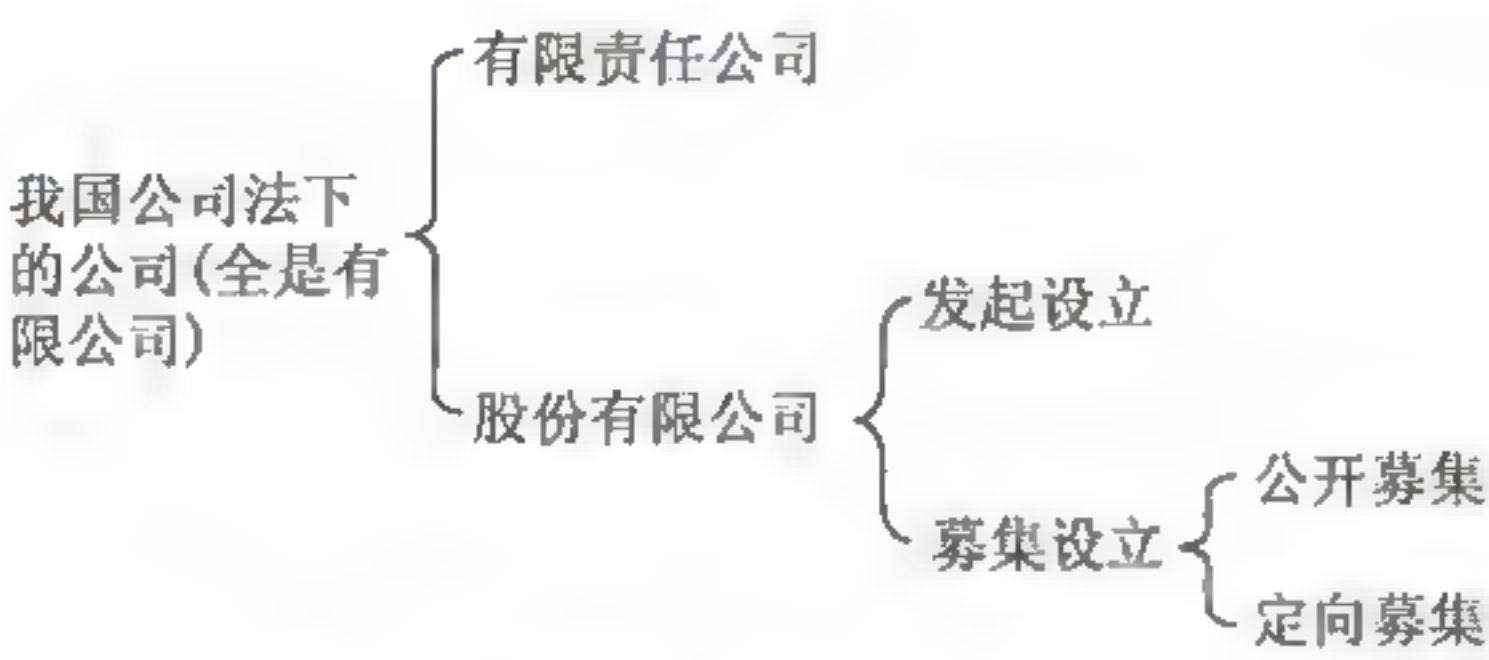 有限责任公司
我国公司法下
的公司(全是有
限公司)
发起设立
股份有限公司
公开募集
募集设立
定向募集